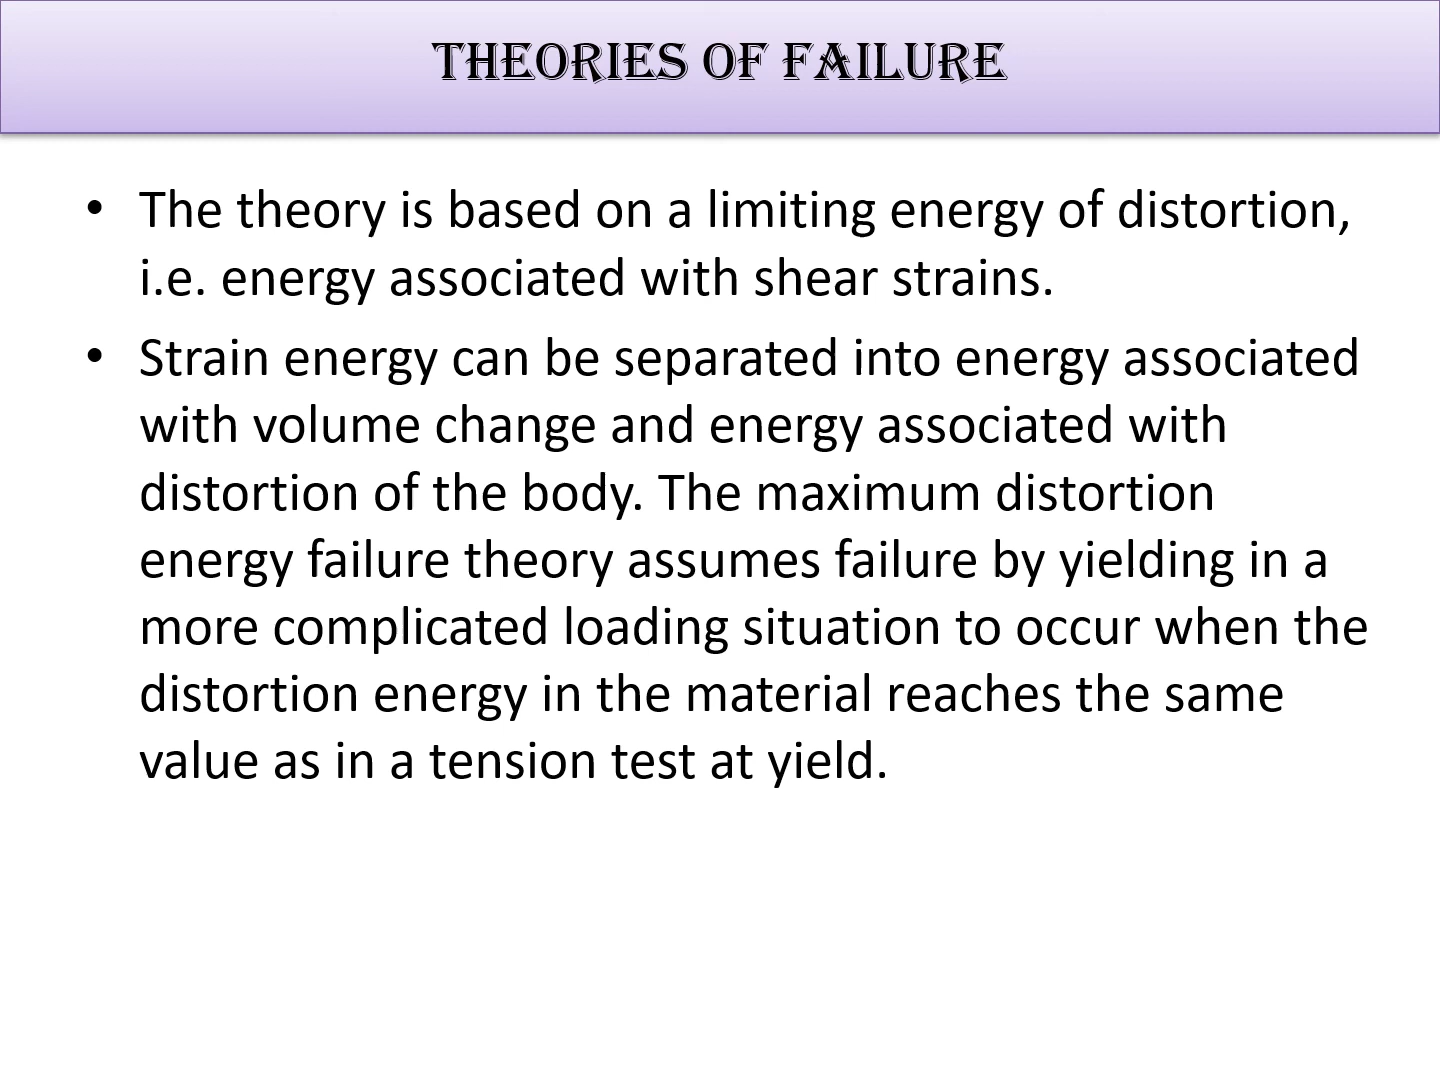 THEORIES OF FAILURE
• The theory is based on a limiting energy of distortion,
i.e. energy associated with shear strains.
• Strain energy can be separated into energy associated
with volume change and energy associated with
distortion of the body. The maximum distortion
energy failure theory assumes failure by yielding in a
more complicated loading situation to occur when the
distortion energy in the material reaches the same
value as in a tension test at yield.